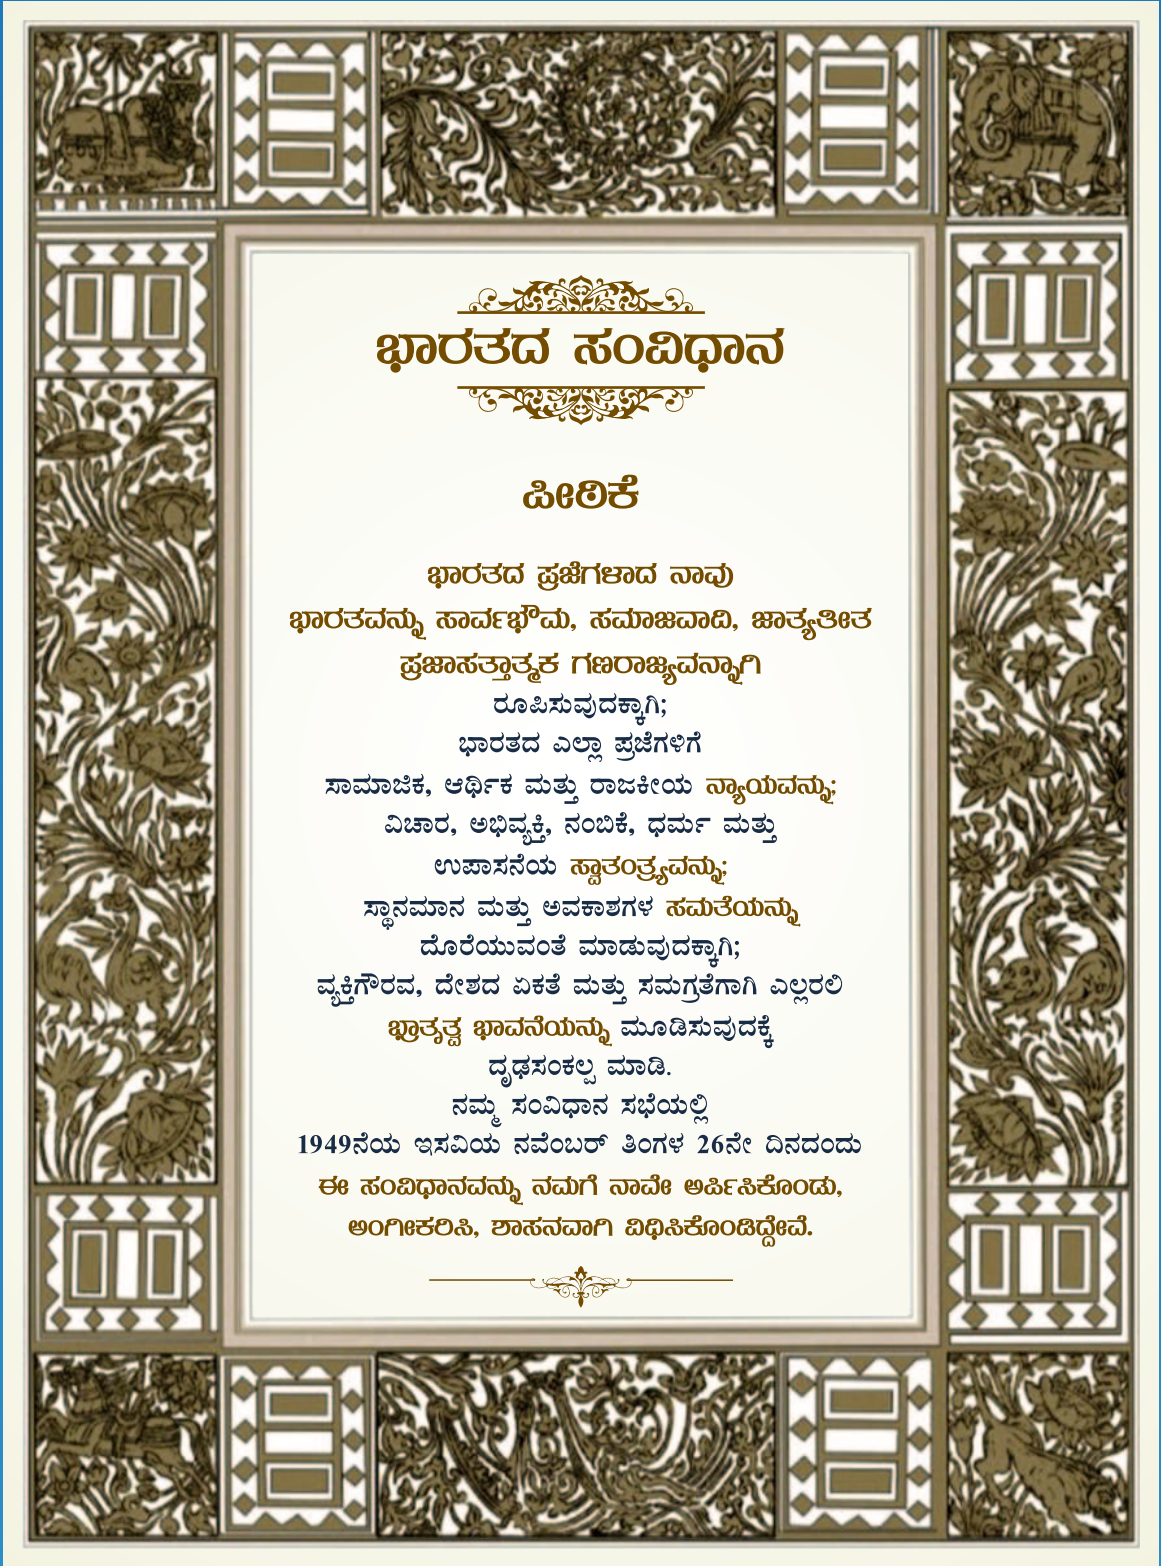 ಭಾರತದ ಸಂವಿಧಾನ
ಪೀಠಿಕೆ
ಭಾರತದ ಪ್ರಜೆಗಳಾದ ನಾವು
ಭಾರತವನ್ನು ಸಾರ್ವಭೌಮ, ಸಮಾಜವಾದಿ, ಜಾತ್ಯತೀತ
ಪ್ರಜಾಸತ್ತಾತ್ಮಕ ಗಣರಾಜ್ಯವನ್ನಾಗಿ
ರೂಪಿಸುವುದಕ್ಕಾಗಿ;
ಭಾರತದ ಎಲ್ಲಾ ಪ್ರಜೆಗಳಿಗೆ
ಸಾಮಾಜಿಕ, ಆರ್ಥಿಕ ಮತ್ತು ರಾಜಕೀಯ ನ್ಯಾಯವನ್ನು;
ವಿಚಾರ, ಅಭಿವ್ಯಕ್ತಿ, ನಂಬಿಕೆ, ಧರ್ಮ ಮತ್ತು
ಉಪಾಸನೆಯ ಸ್ವಾತಂತ್ರ್ಯವನ್ನು;
ಸ್ಥಾನಮಾನ ಮತ್ತು ಅವಕಾಶಗಳ ಸಮತೆಯನ್ನು
ದೊರೆಯುವಂತೆ ಮಾಡುವುದಕ್ಕಾಗಿ;
ವ್ಯಕ್ತಿಗೌರವ, ದೇಶದ ಏಕತೆ ಮತ್ತು ಸಮಗ್ರತೆಗಾಗಿ ಎಲ್ಲರಲಿ
ಭ್ರಾತೃತ್ವ ಭಾವನೆಯನ್ನು ಮೂಡಿಸುವುದಕ್ಕೆ
ದೃಢಸಂಕಲ್ಪ ಮಾಡಿ.
ನಮ್ಮ ಸಂವಿಧಾನ ಸಭೆಯಲ್ಲಿ
1949ನೆಯ ಇಸವಿಯ ನವೆಂಬರ್ ತಿಂಗಳ 26ನೇ ದಿನದಂದು
ಈ ಸಂವಿಧಾನವನ್ನು ನಮಗೆ ನಾವೇ ಅರ್ಪಿಸಿಕೊಂಡು,
ಅಂಗೀಕರಿಸಿ, ಶಾಸನವಾಗಿ ವಿಧಿಸಿಕೊಂಡಿದ್ದೇವೆ.